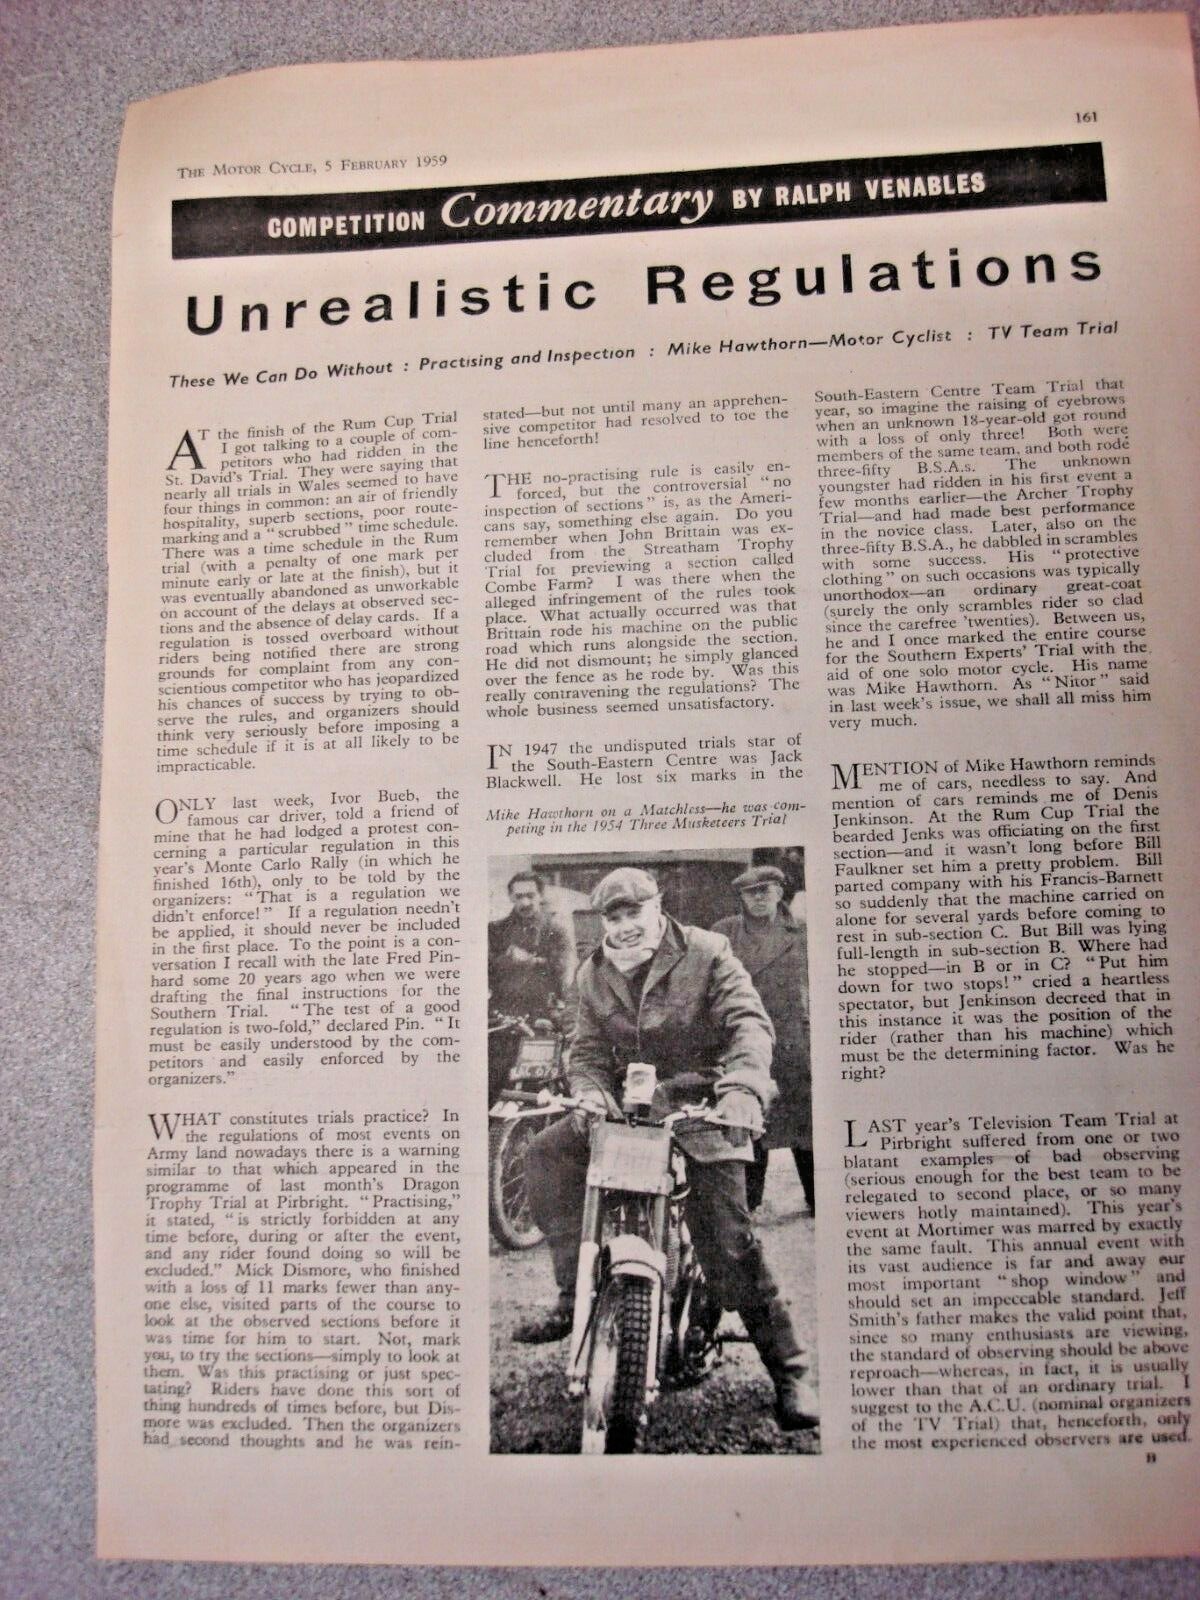 161
THE MOTOR CYCLE, 5 FEBRUARY 1959
COMPETITION Commentary BY RALPH VENABLES
Unrealistic Regulations
These We Can Do Without : Practising and Inspection : Mike Hawthorn—Motor Cyclist : TV Team Trial
AT the finish of the Rum Cup Trial
I got talking to a couple of com-
petitors who had ridden in the
St. David's Trial. They were saying that
nearly all trials in Wales seemed to have
four things in common: an air of friendly
hospitality, superb sections, poor route-
marking and a "scrubbed" time schedule.
There was a time schedule in the Rum
trial (with a penalty of one mark per
minute early or late at the finish), but it
was eventually abandoned as unworkable
on account of the delays at observed sec-
tions and the absence of delay cards. If a
regulation is tossed overboard without
riders being notified there are strong
grounds for complaint from any con-
scientious competitor who has jeopardized
his chances of success by trying to ob-
serve the rules, and organizers should
think very seriously before imposing a
time schedule if it is at all likely to be
impracticable.
ONLY last week, Ivor Bueb, the
famous car driver, told a friend of
mine that he had lodged a protest con-
cerning a particular regulation in this
year's Monte Carlo Rally (in which he
finished 16th), only to be told by the
organizers: "That is a regulation we
didn't enforce!" If a regulation needn't
be applied, it should never be included
in the first place. To the point is a con-
versation I recall with the late Fred Pin-
hard some 20 years ago when we were
drafting the final instructions for the
Southern Trial. "The test of a good
regulation is two-fold," declared Pin. "It
must be easily understood by the com-
petitors and easily enforced by the
organizers."
WHAT constitutes trials practice? In
the regulations of most events on
Army land nowadays there is a warning
similar to that which appeared in the
programme of last month's Dragon
Trophy Trial at Pirbright. "Practising,"
it stated, "is strictly forbidden at any
time before, during or after the event,
and any rider found doing so will be
excluded." Mick Dismore, who finished
with a loss of 11 marks fewer than any-
one else, visited parts of the course to
look at the observed sections before it
was time for him to start. Not, mark
you, to try the sections—simply to look at
them. Was this practising or just spec-
tating? Riders have done this sort of
thing hundreds of times before, but Dis-
more was excluded. Then the organizers
had second thoughts and he was rein-
stated—but not until many an apprehen-
sive competitor had resolved to toe the
line henceforth!
THE no-practising rule is easily en-
forced, but the controversial "no
inspection of sections" is, as the Ameri-
cans say, something else again. Do you
remember when John Brittain was ex-
cluded from the Streatham Trophy
Trial for previewing a section called
Combe Farm? I was there when the
alleged infringement of the rules took
place. What actually occurred was that
Brittain rode his machine on the public
road which runs alongside the section.
He did not dismount; he simply glanced
over the fence as he rode by. Was this
really contravening the regulations? The
whole business seemed unsatisfactory.
IN 1947 the undisputed trials star of
the South-Eastern Centre was Jack
Blackwell. He lost six marks in the
Mike Hawthorn on a Matchless—he was com-
peting in the 1954 Three Musketeers Trial
South-Eastern Centre Team Trial that
year, so imagine the raising of eyebrows
when an unknown 18-year-old got round
with a loss of only three! Both were
members of the same team, and both rode
three-fifty B.S.A.s. The unknown
youngster had ridden in his first event a
few months earlier—the Archer Trophy
Trial—and had made best performance
in the novice class. Later, also on the
three-fifty B.S.A., he dabbled in scrambles
with some success. His "protective
clothing" on such occasions was typically
unorthodox—an ordinary great-coat
(surely the only scrambles rider so clad
since the carefree 'twenties). Between us,
he and I once marked the entire course
for the Southern Experts' Trial with the
aid of one solo motor cycle. His name
was Mike Hawthorn. As "Nitor" said
in last week's issue, we shall all miss him
very much.
MENTION of Mike Hawthorn reminds
me of cars, needless to say. And
mention of cars reminds me of Denis
Jenkinson. At the Rum Cup Trial the
bearded Jenks was officiating on the first
section—and it wasn't long before Bill
Faulkner set him a pretty problem. Bill
parted company with his Francis-Barnett
so suddenly that the machine carried on
alone for several yards before coming to
rest in sub-section C. But Bill was lying
full-length in sub-section B. Where had
he stopped—in B or in C? "Put him
down for two stops!" cried a heartless
spectator, but Jenkinson decreed that in
this instance it was the position of the
rider (rather than his machine) which
must be the determining factor. Was he
right?
LAST year's Television Team Trial at
Pirbright suffered from one or two
blatant examples of bad observing
(serious enough for the best team to be
relegated to second place, or so many
viewers hotly maintained). This year's
event at Mortimer was marred by exactly
the same fault. This annual event with
its vast audience is far and away our
most important "shop window" and
should set an impeccable standard. Jeff
Smith's father makes the valid point that,
since so many enthusiasts are viewing,
the standard of observing should be above
reproach—whereas, in fact, it is usually
lower than that of an ordinary trial. I
suggest to the A.C.U. (nominal organizers
of the TV Trial) that, henceforth, only
the most experienced observers are used.